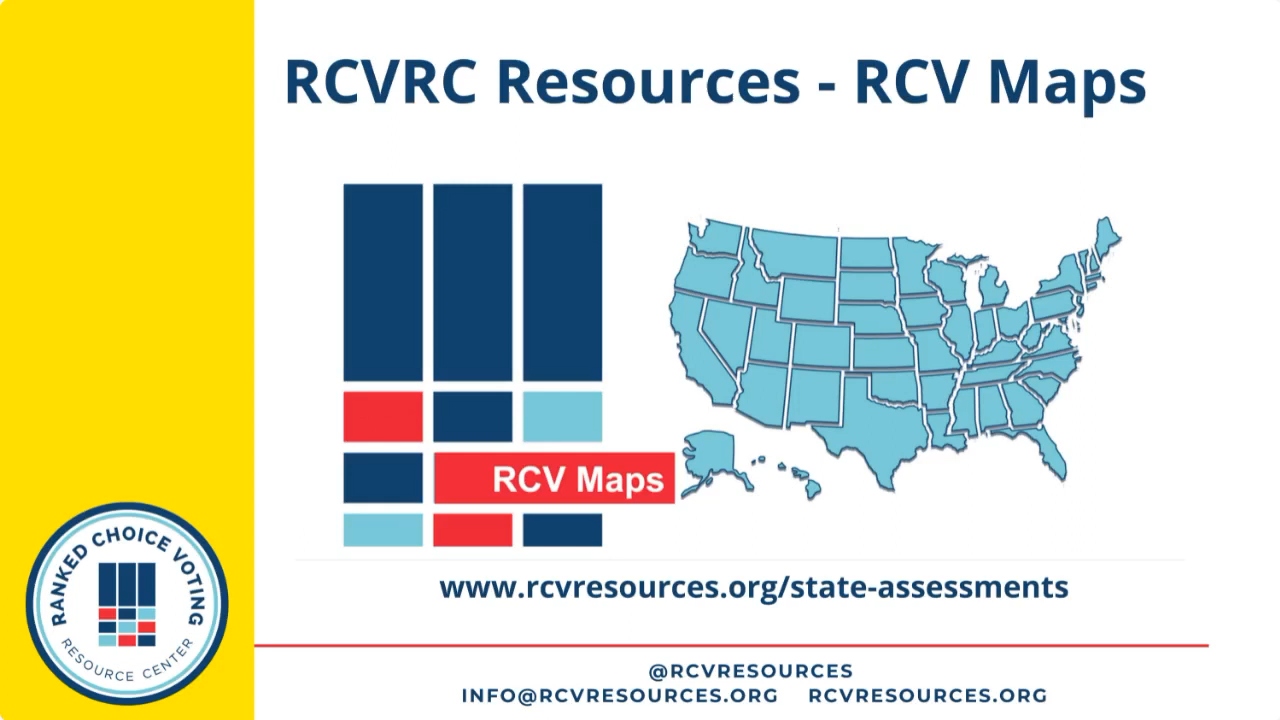 RCVRC Resources - RCV Maps
RCV Maps
www.rcvresources.org/state-assessments
RANKED CHOICE VOTING
RESOURCE CENTER
@RCVRESOURCES
INFO@RCVRESOURCES.ORG RCVRESOURCES.ORG